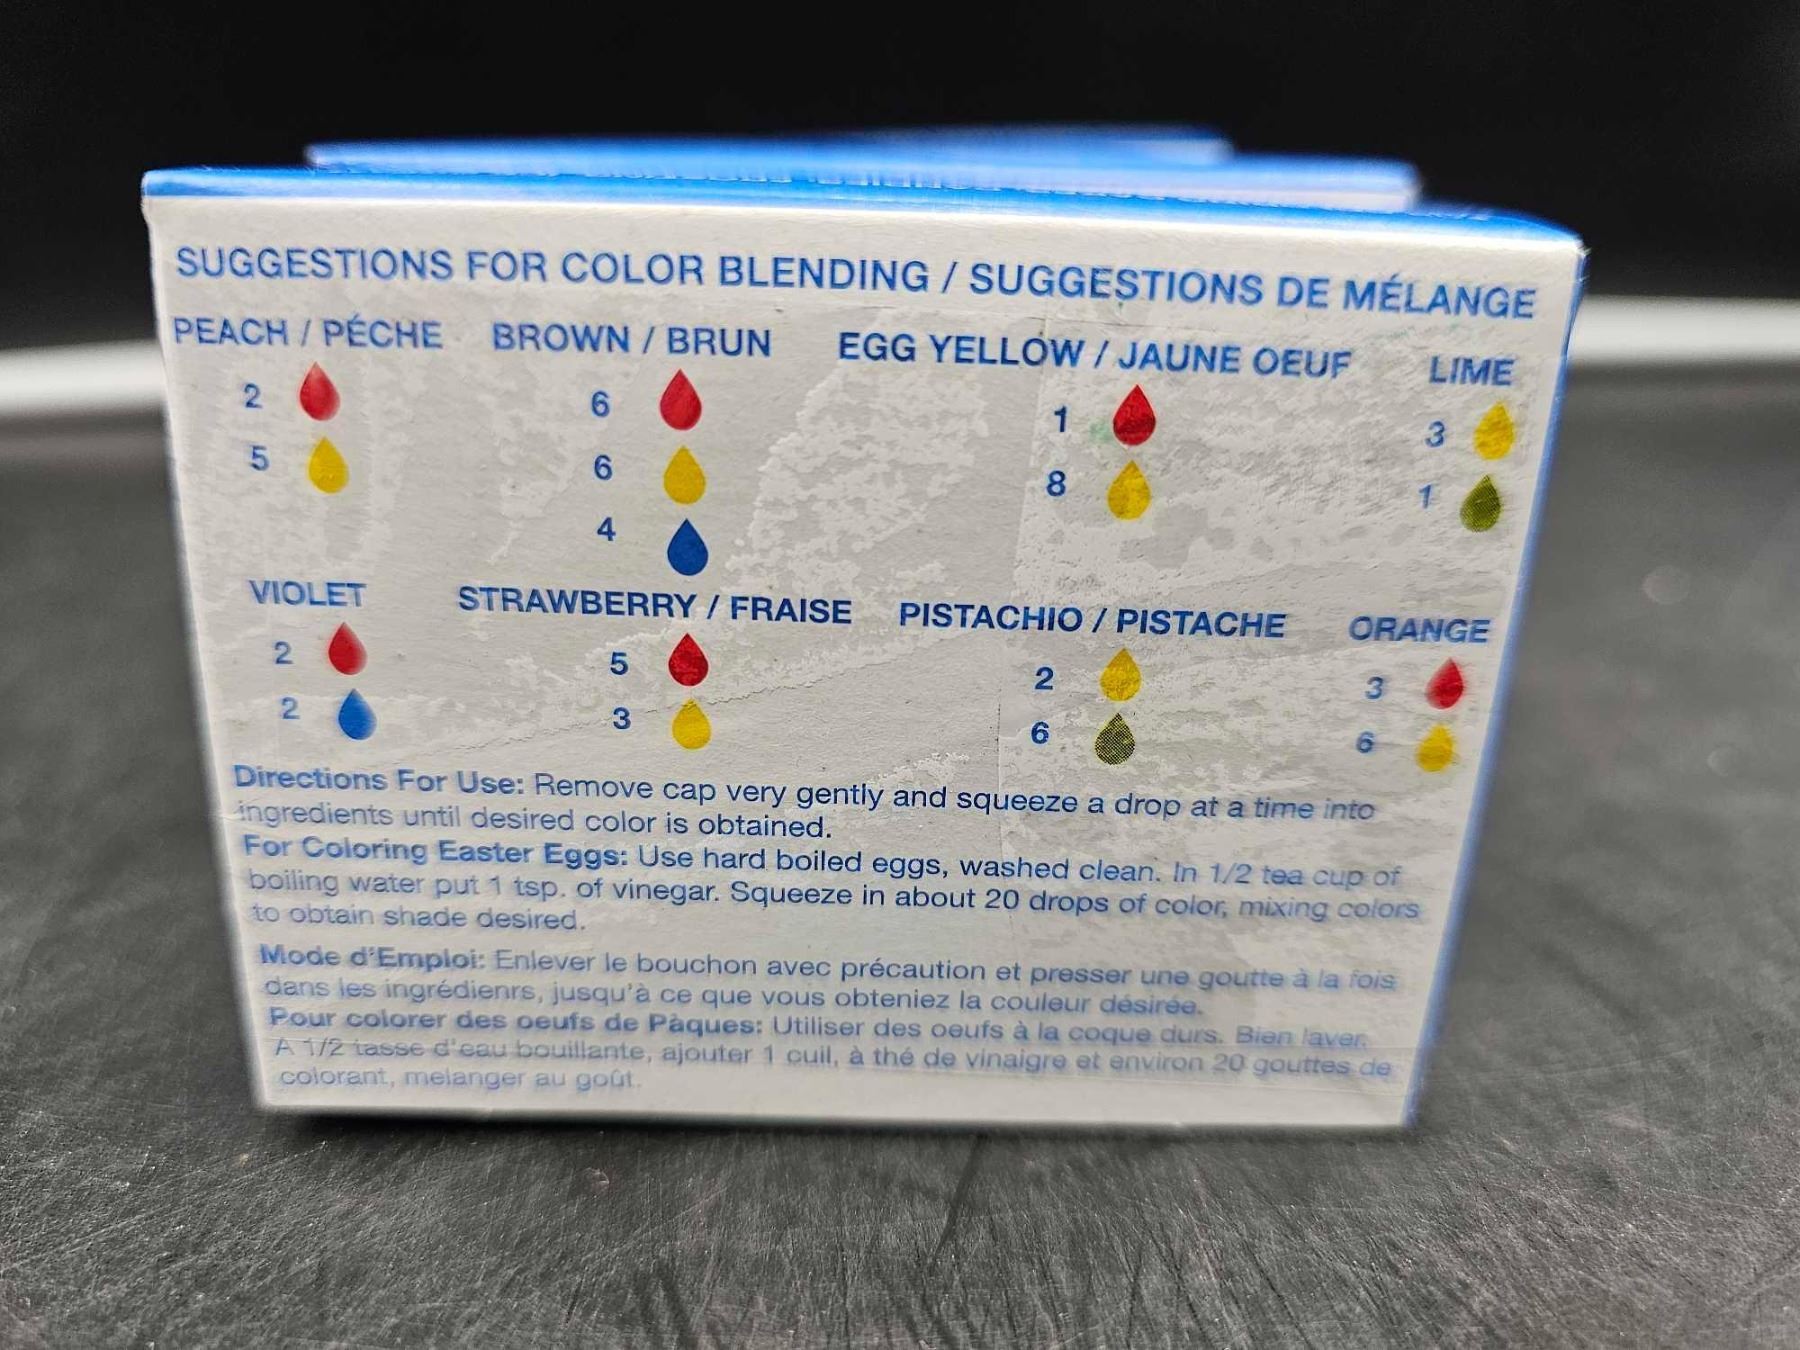 SUGGESTIONS FOR COLOR BLENDING / SUGGESTIONS DE MÉLANGE
PEACH / PÉCHE BROWN / BRUN EGG YELLOW / JAUNE OEUF LIME
2 6 1 3
5 6 8 1
4
VIOLET STRAWBERRY / FRAISE PISTACHIO / PISTACHE ORANGE
2 5 2 3
2 3 6 6
Directions For Use: Remove cap very gently and squeeze a drop at a time into
ingredients until desired color is obtained.
For Coloring Easter Eggs: Use hard boiled eggs, washed clean. In 1/2 tea cup of
boiling water put 1 tsp. of vinegar. Squeeze in about 20 drops of color, mixing colors
to obtain shade desired.
Mode d'Emploi: Enlever le bouchon avec précaution et presser une goutte à la fois
dans les ingrédienrs, jusqu'à ce que vous obteniez la couleur désirée.
Pour colorer des oeufs de Pàques: Utiliser des oeufs à la coque durs. Bien laver.
A 1/2 tasse d'eau bouillante, ajouter 1 cuil, à thé de vinaigre et environ 20 gouttes de
colorant, melanger au goût.